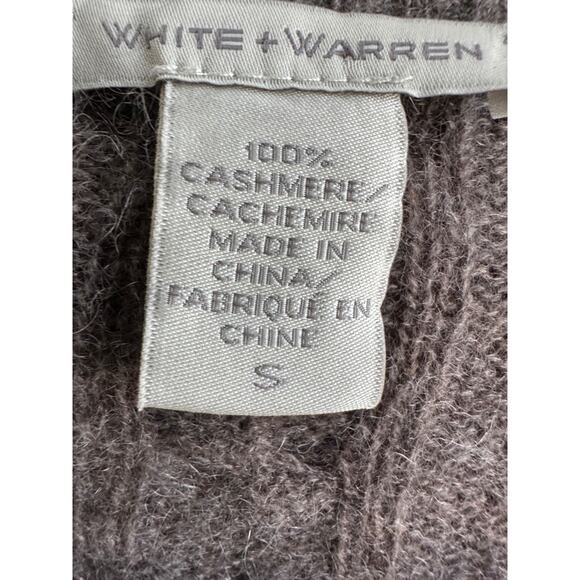 WHITE + WARREN
100%
CASHMERE/
CACHEMIRE
MADE IN
CHINA/
FABRIQUÉ EN
CHINE
S